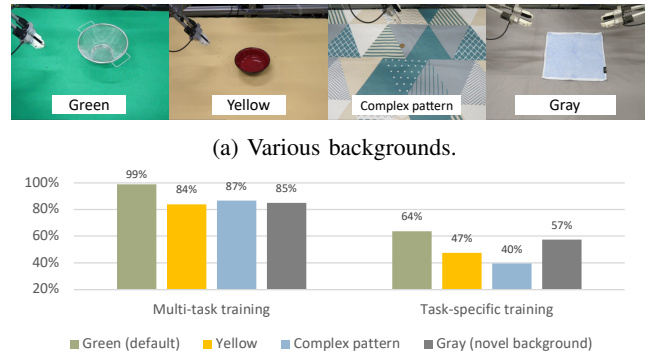 Green
Yellow
Complex pattern
Gray
(a) Various backgrounds.
100%
80%
60%
40%
20%
99%
84%
87%
85%
64%
47%
40%
57%
Multi-task training
Task-specific training
Green (default)
Yellow
Complex pattern
Gray (novel background)